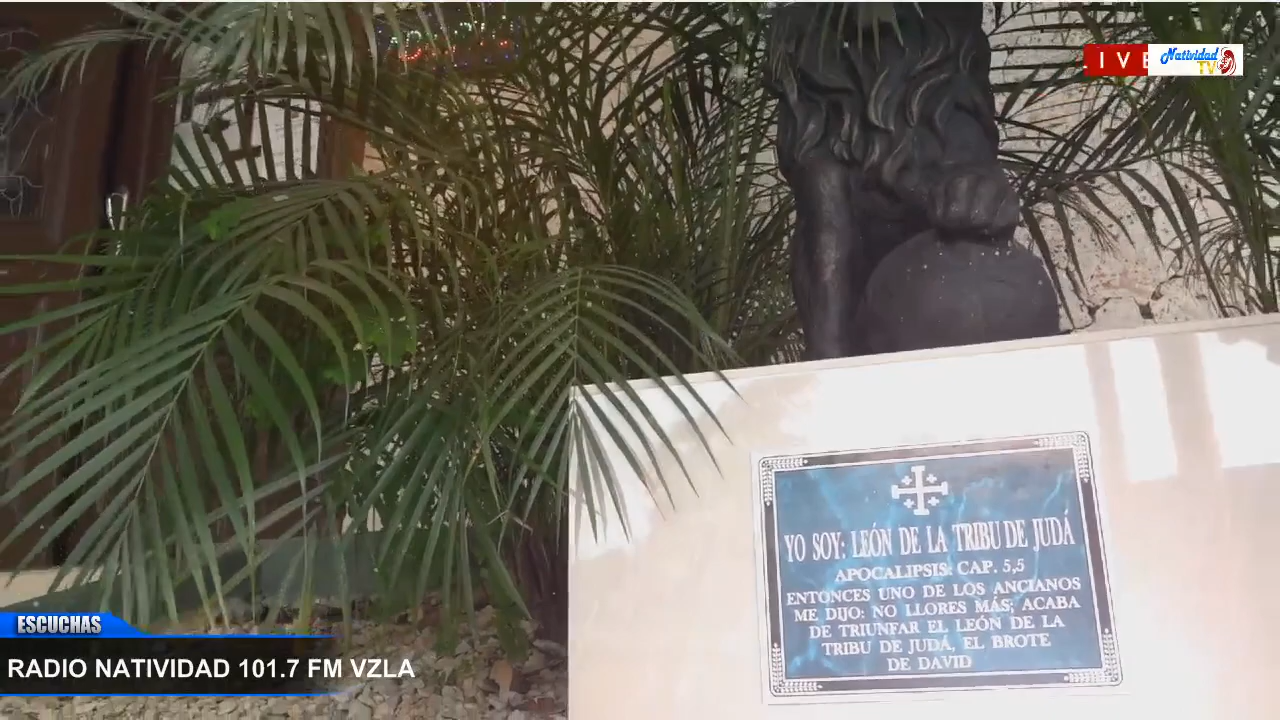 LIVE
Natividad
TV
YO SOY: LEÓN DE LA TRIBU DE JUDÁ
APOCALIPSIS: CAP. 5,5
ENTONCES UNO DE LOS ANCIANOS
ME DIJO: NO LLORES MÁS; ACABA
DE TRIUNFAR EL LEÓN DE LA
TRIBU DE JUDÁ, EL BROTE
DE DAVID
ESCUCHAS
RADIO NATIVIDAD 101.7 FM VZLA